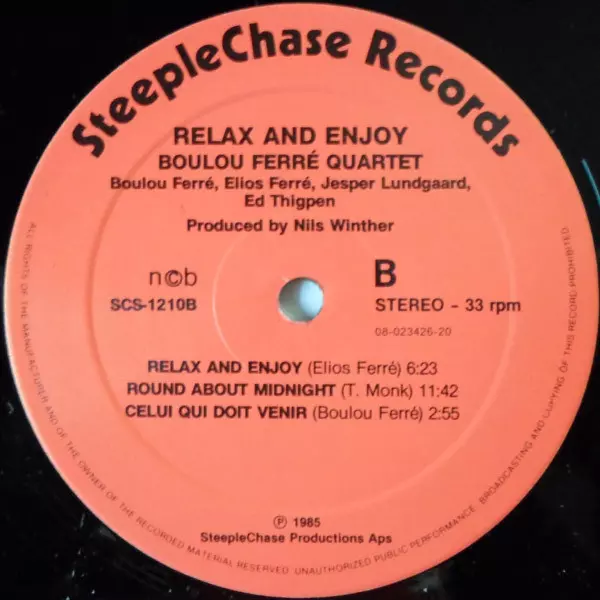 SteepleChase Records
RELAX AND ENJOY
BOULOU FERRÉ QUARTET
Boulou Ferré, Elios Ferré, Jesper Lundgaard,
Ed Thigpen
Produced by Nils Winther
n©b
B
SCS-1210B
STEREO - 33 rpm
08-023426-20
RELAX AND ENJOY (Elios Ferré) 6:23
ROUND ABOUT MIDNIGHT (T. Monk) 11:42
CELUI QUI DOIT VENIR (Boulou Ferré) 2:55
℗ 1985
SteepleChase Productions Aps
ALL RIGHTS OF THE MANUFACTURER AND OF THE OWNER OF THE RECORDED MATERIAL RESERVED. UNAUTHORIZED PUBLIC PERFORMANCE, BROADCASTING AND COPYING OF THIS RECORD PROHIBITED.